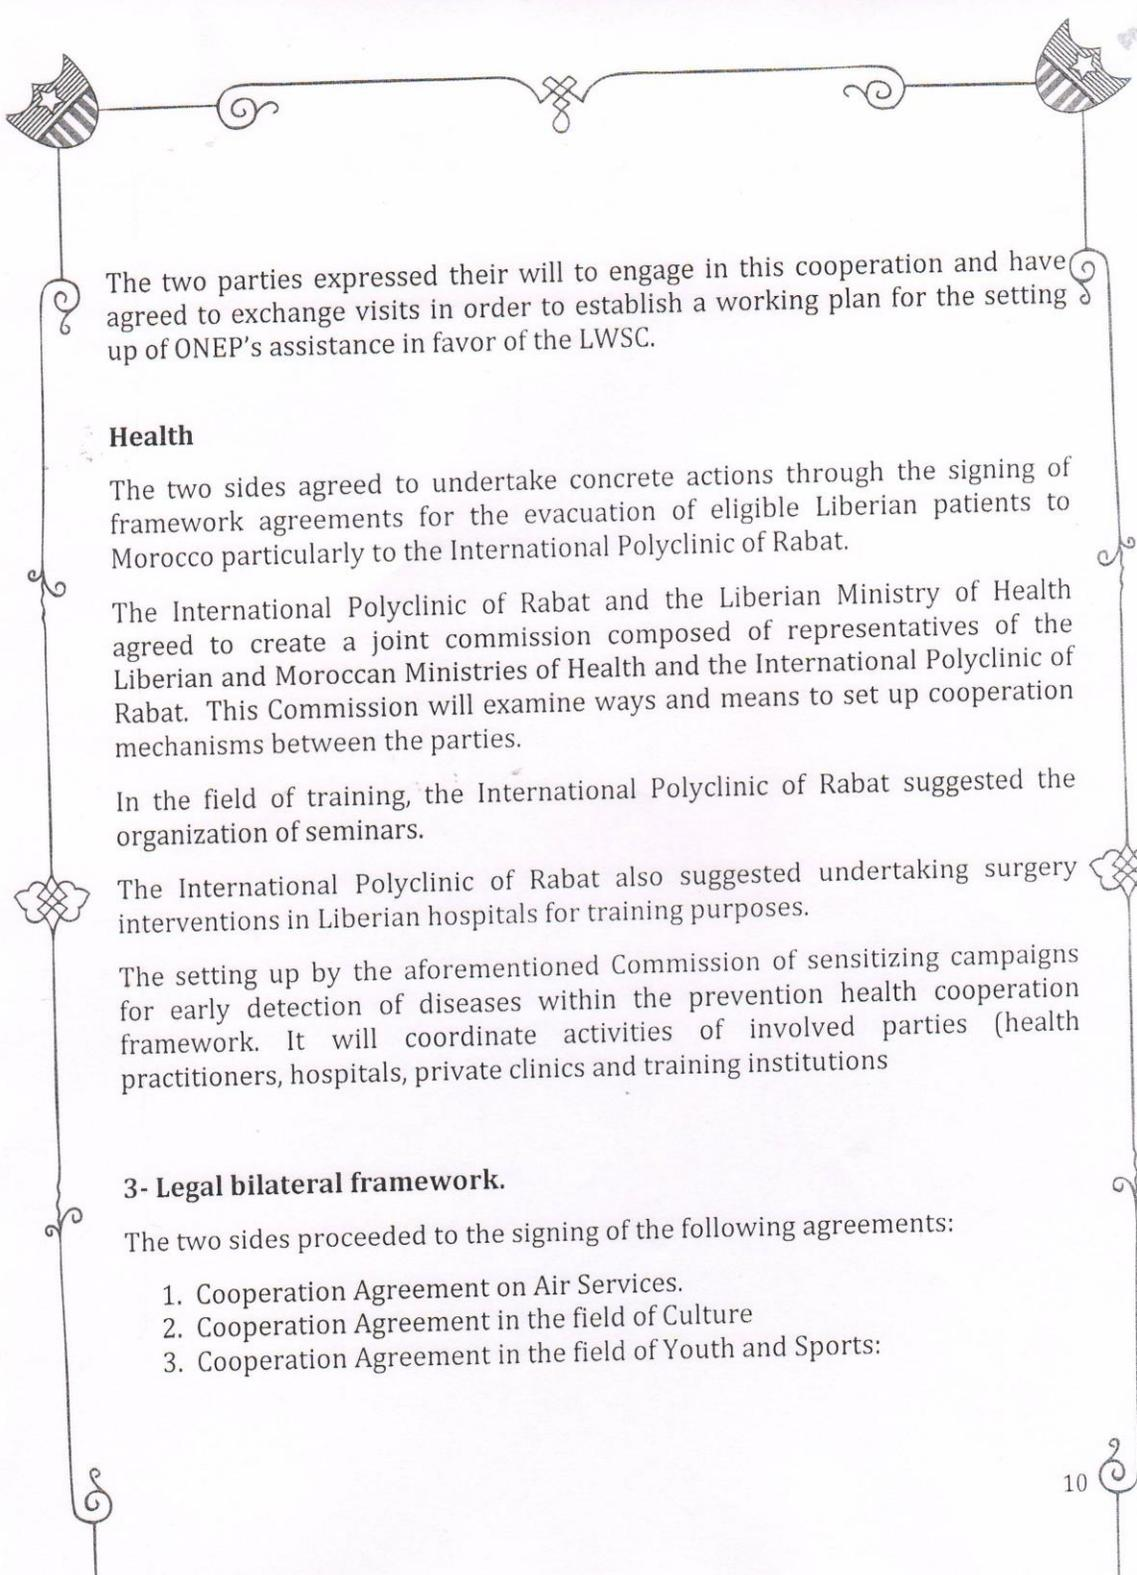 The two parties expressed their will to engage in this cooperation and have
agreed to exchange visits in order to establish a working plan for the setting
up of ONEP's assistance in favor of the LWSC.
Health
The two sides agreed to undertake concrete actions through the signing of
framework agreements for the evacuation of eligible Liberian patients to
Morocco particularly to the International Polyclinic of Rabat.
The International Polyclinic of Rabat and the Liberian Ministry of Health
agreed to create a joint commission composed of representatives of the
Liberian and Moroccan Ministries of Health and the International Polyclinic of
Rabat. This Commission will examine ways and means to set up cooperation
mechanisms between the parties.
In the field of training, the International Polyclinic of Rabat suggested the
organization of seminars.
The International Polyclinic of Rabat also suggested undertaking surgery
interventions in Liberian hospitals for training purposes.
The setting up by the aforementioned Commission of sensitizing campaigns
for early detection of diseases within the prevention health cooperation
framework. It will coordinate activities of involved parties (health
practitioners, hospitals, private clinics and training institutions
3- Legal bilateral framework.
The two sides proceeded to the signing of the following agreements:
1. Cooperation Agreement on Air Services.
2. Cooperation Agreement in the field of Culture
3. Cooperation Agreement in the field of Youth and Sports:
10